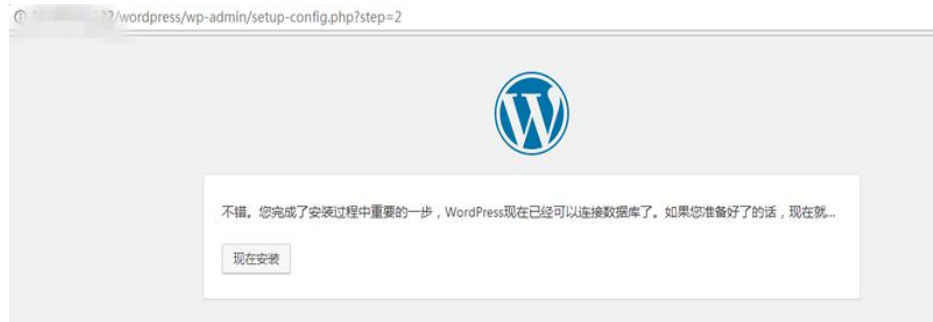 /wordpress/wp-admin/setup-config.php?step=2
不错。您完成了安装过程中重要的一步，WordPress现在已经可以连接数据库了。如果您准备好了的话，现在就...
现在安装